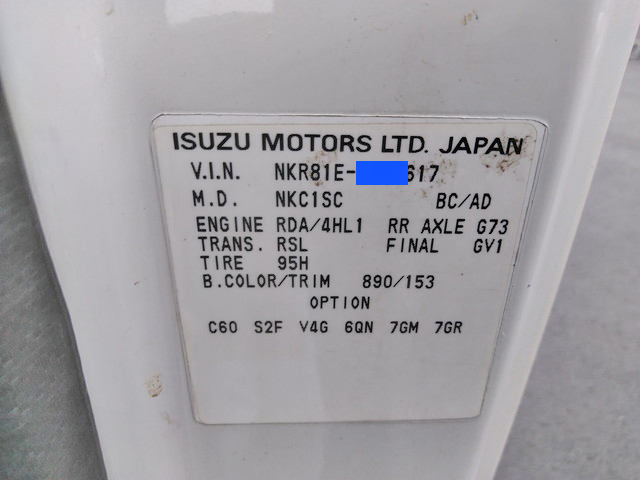 ISUZU MOTORS LTD. JAPAN
V.I.N. NKR81E- 617
M.D. NKC1SC BC/AD
ENGINE RDA/4HL1 RR AXLE G73
TRANS. RSL FINAL GV1
TIRE 95H
B.COLOR/TRIM 890/153
OPTION
C60 S2F V4G 6QN 7GM 7GR